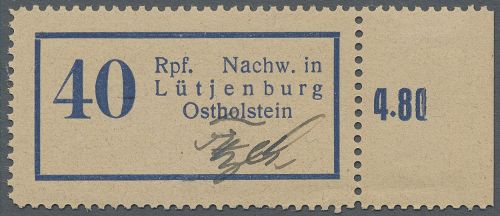 40 Rpf. Nachw. in
Lütjenburg
Ostholstein
4.80